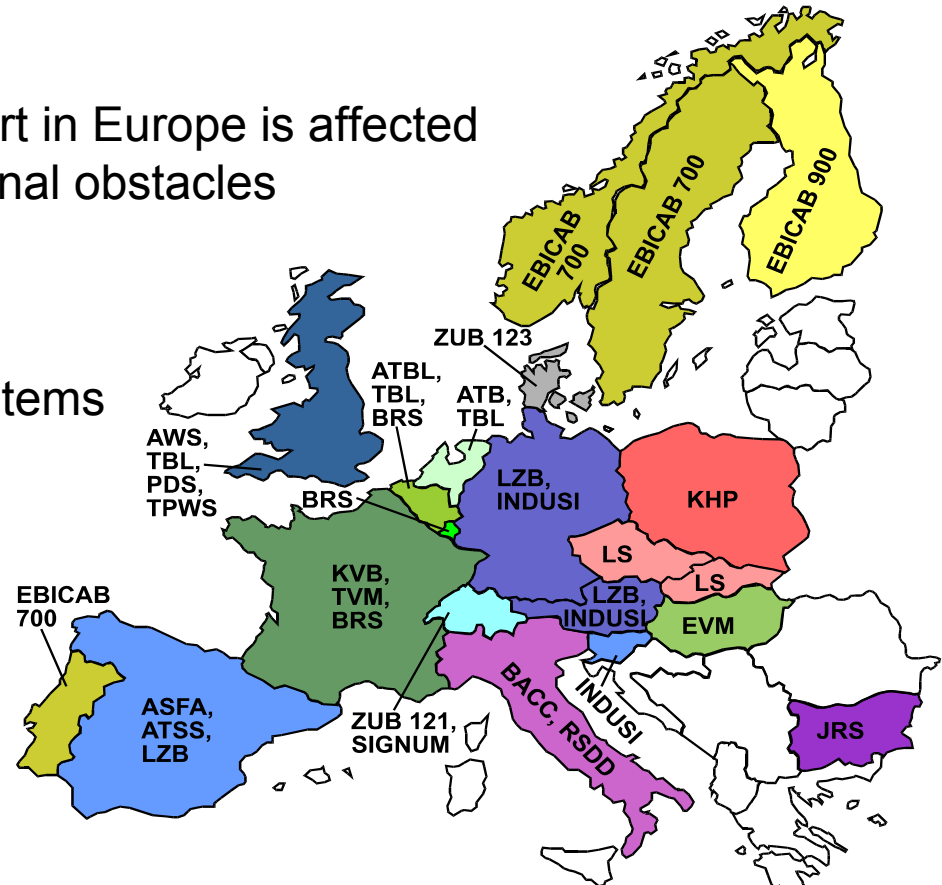 rt in Europe is affected
nal obstacles
tems
EBICAB
700
EBICAB 700
EBICAB 900
ZUB 123
ATBL,
TBL,
BRS
ATB,
TBL
AWS,
TBL,
PDS,
TPWS
BRS
LZB,
INDUSI
KHP
LS
LS
KVB,
TVM,
BRS
LZB,
INDUSI
EVM
EBICAB
700
ASFA,
ATSS,
LZB
ZUB 121,
SIGNUM
BACC, RSDD
INDUSI
JRS